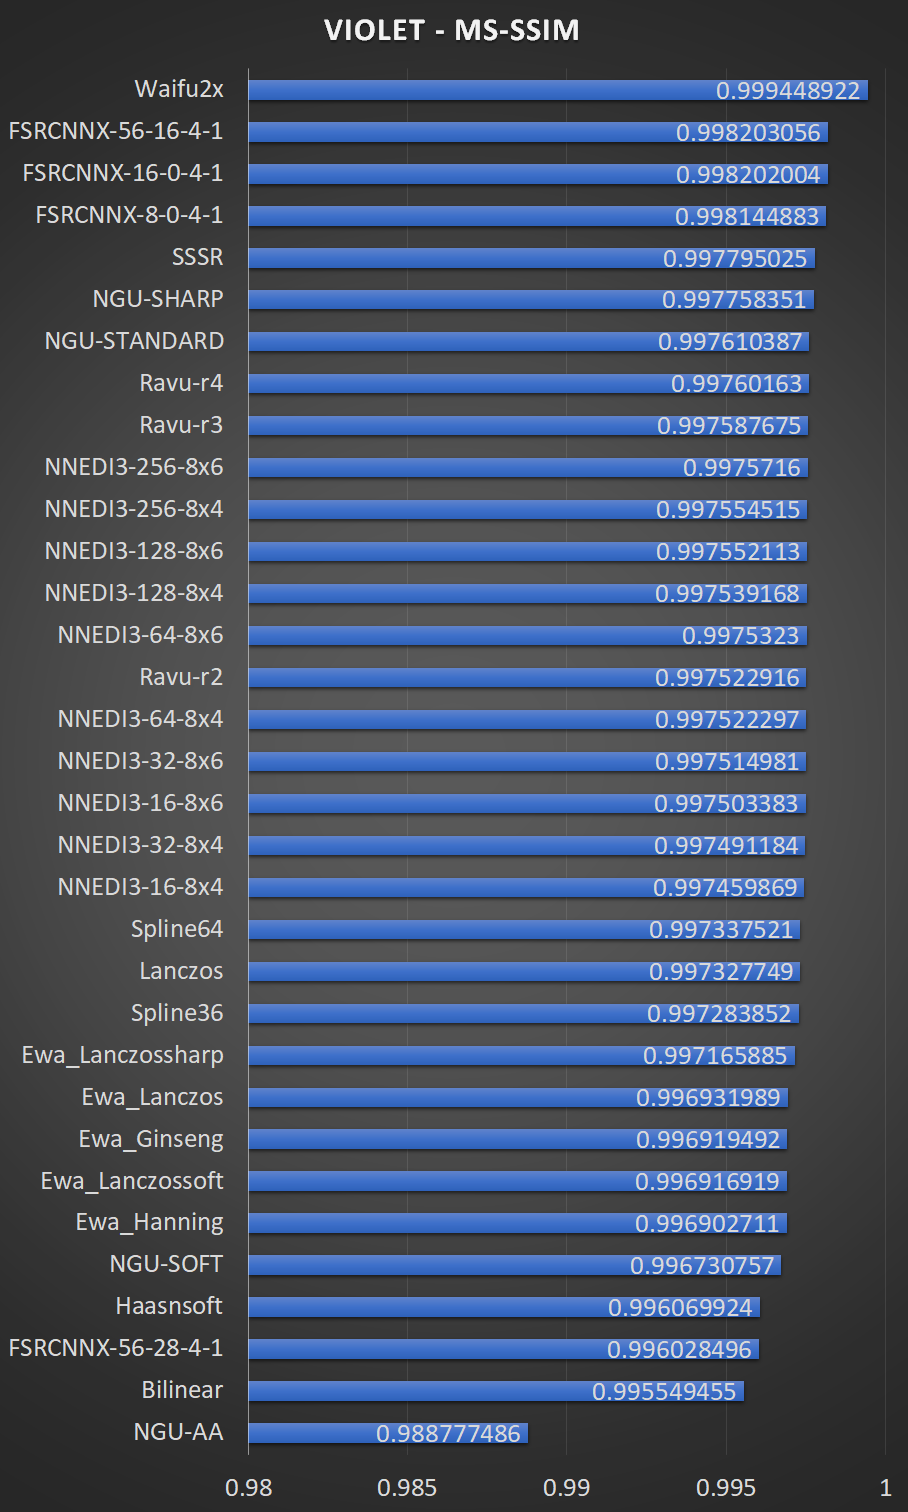 VIOLET - MS-SSIM
Waifu2x 0.999448922
FSRCNNX-56-16-4-1 0.998203056
FSRCNNX-16-0-4-1 0.998202004
FSRCNNX-8-0-4-1 0.998144883
SSSR 0.997795025
NGU-SHARP 0.997758351
NGU-STANDARD 0.997610387
Ravu-r4 0.99760163
Ravu-r3 0.997587675
NNEDI3-256-8x6 0.9975716
NNEDI3-256-8x4 0.997554515
NNEDI3-128-8x6 0.997552113
NNEDI3-128-8x4 0.997539168
NNEDI3-64-8x6 0.9975323
Ravu-r2 0.997522916
NNEDI3-64-8x4 0.997522297
NNEDI3-32-8x6 0.997514981
NNEDI3-16-8x6 0.997503383
NNEDI3-32-8x4 0.997491184
NNEDI3-16-8x4 0.997459869
Spline64 0.997337521
Lanczos 0.997327749
Spline36 0.997283852
Ewa_Lanczossharp 0.997165885
Ewa_Lanczos 0.996931989
Ewa_Ginseng 0.996919492
Ewa_Lanczossoft 0.996916919
Ewa_Hanning 0.996902711
NGU-SOFT 0.996730757
Haasnsoft 0.996069924
FSRCNNX-56-28-4-1 0.996028496
Bilinear 0.995549455
NGU-AA 0.988777486
0.98 0.985 0.99 0.995 1